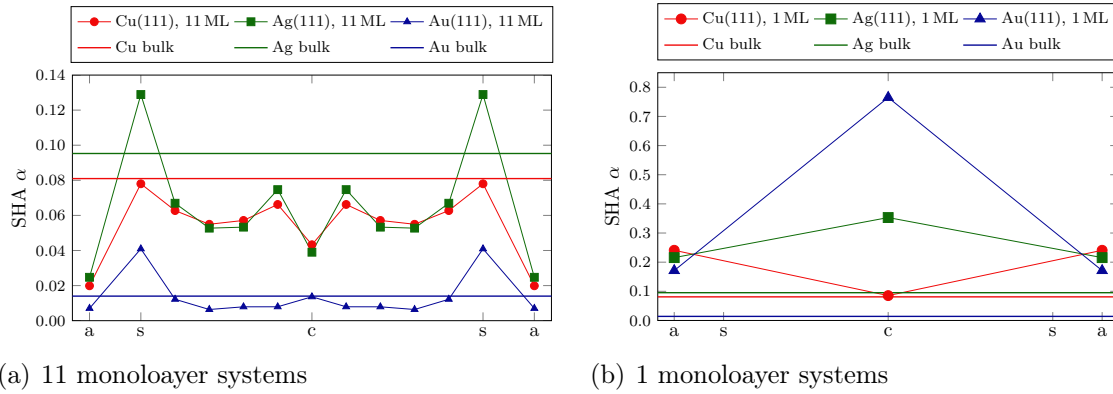 Cu(111), 11 ML Ag(111), 11 ML Au(111), 11 ML
Cu bulk Ag bulk Au bulk
0.14
0.12
0.10
0.08
0.06
0.04
0.02
0.00
SHA α
a s c s a
(a) 11 monoloayer systems
Cu(111), 1 ML Ag(111), 1 ML Au(111), 1 ML
Cu bulk Ag bulk Au bulk
0.8
0.7
0.6
0.5
0.4
0.3
0.2
0.1
0.0
SHA α
a s c s a
(b) 1 monoloayer systems